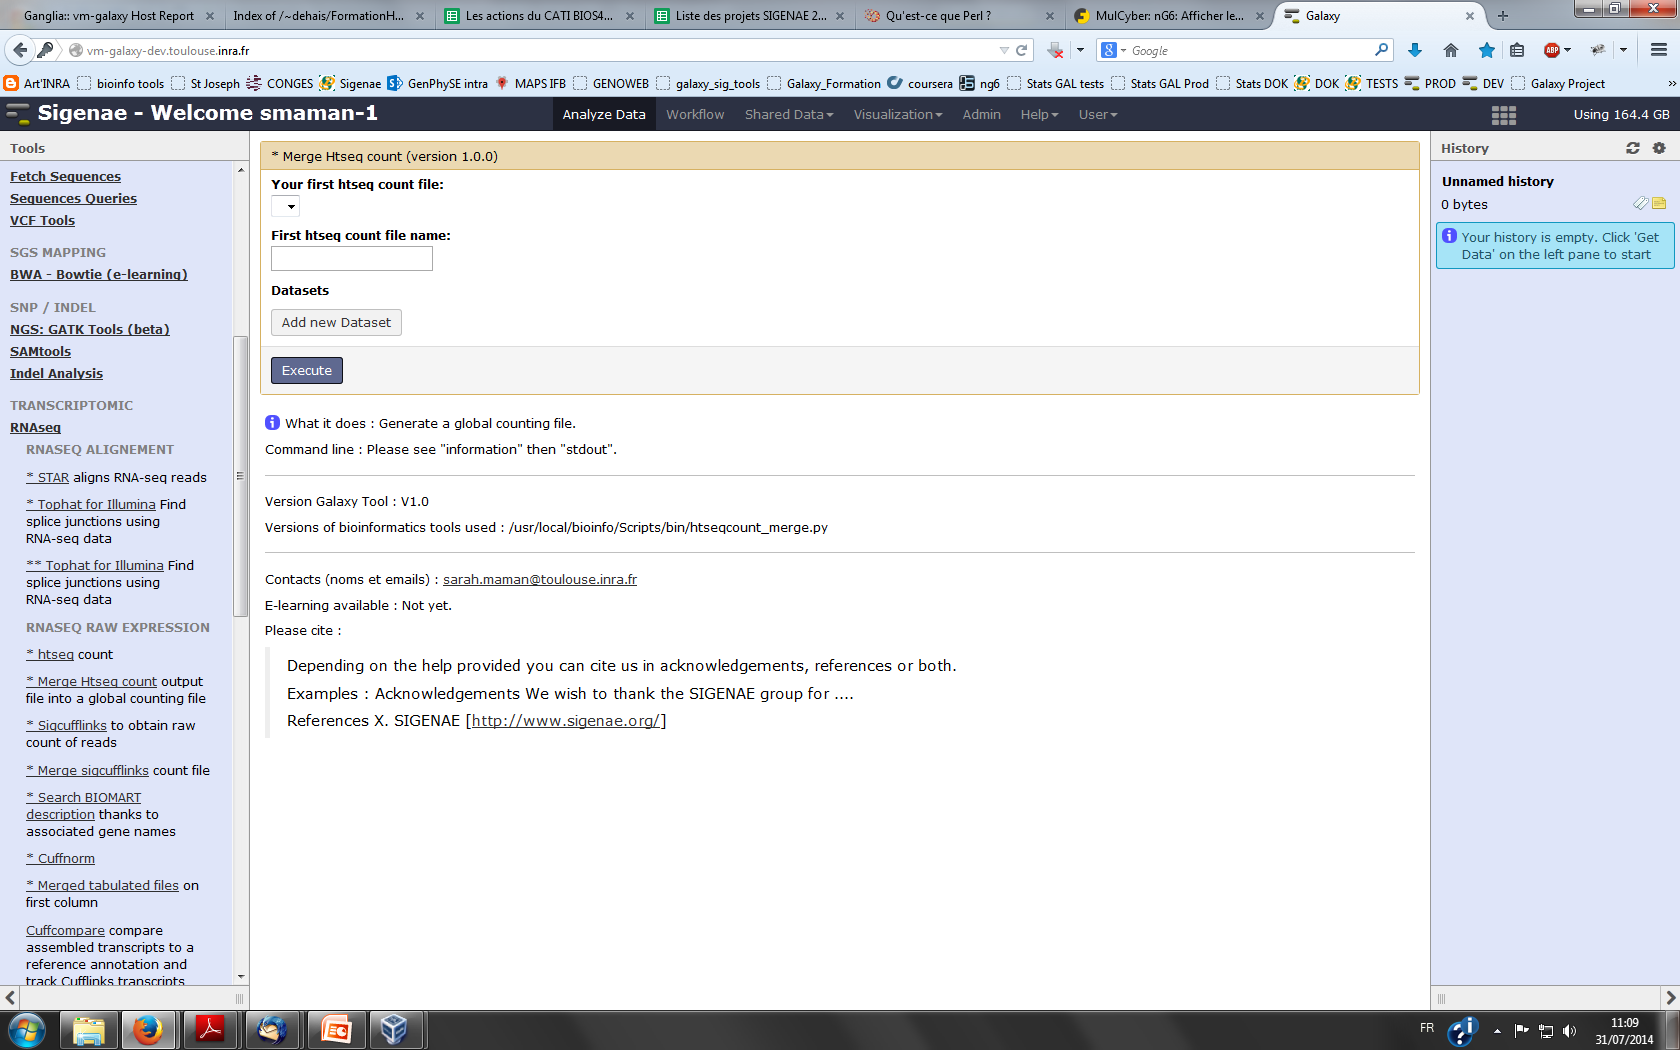 Ganglia:: vm-galaxy Host Report
Index of /~dehais/FormationH...
Les actions du CATI BIOS4...
Liste des projets SIGENAE 2...
Qu'est-ce que Perl ?
MulCyber: nG6: Afficher le...
Galaxy
vm-galaxy-dev.toulouse.inra.fr
Google
ABP
Art'INRA
bioinfo tools
St Joseph
CONGES
Sigenae
GenPhySE intra
MAPS IFB
GENOWEB
galaxy_sig_tools
Galaxy_Formation
coursera
ng6
Stats GAL tests
Stats GAL Prod
Stats DOK
DOK
TESTS
PROD
DEV
Galaxy Project
Sigenae - Welcome smaman-1
Analyze Data
Workflow
Shared Data
Visualization
Admin
Help
User
Using 164.4 GB
Tools
Fetch Sequences
Sequences Queries
VCF Tools
SGS MAPPING
BWA - Bowtie (e-learning)
SNP / INDEL
NGS: GATK Tools (beta)
SAMtools
Indel Analysis
TRANSCRIPTOMIC
RNAseq
RNASEQ ALIGNEMENT
* STAR aligns RNA-seq reads
* Tophat for Illumina Find
splice junctions using
RNA-seq data
** Tophat for Illumina Find
splice junctions using
RNA-seq data
RNASEQ RAW EXPRESSION
* htseq count
* Merge Htseq count output
file into a global counting file
* Sigcufflinks to obtain raw
count of reads
* Merge sigcufflinks count file
* Search BIOMART
description thanks to
associated gene names
* Cuffnorm
* Merged tabulated files on
first column
Cuffcompare compare
assembled transcripts to a
reference annotation and
track Cufflinks transcripts
* Merge Htseq count (version 1.0.0)
Your first htseq count file:
First htseq count file name:
Datasets
Add new Dataset
Execute
What it does : Generate a global counting file.
Command line : Please see "information" then "stdout".
Version Galaxy Tool : V1.0
Versions of bioinformatics tools used : /usr/local/bioinfo/Scripts/bin/htseqcount_merge.py
Contacts (noms et emails) : sarah.maman@toulouse.inra.fr
E-learning available : Not yet.
Please cite :
Depending on the help provided you can cite us in acknowledgements, references or both.
Examples : Acknowledgements We wish to thank the SIGENAE group for ....
References X. SIGENAE [http://www.sigenae.org/]
History
Unnamed history
0 bytes
Your history is empty. Click 'Get
Data' on the left pane to start
FR
11:09
31/07/2014